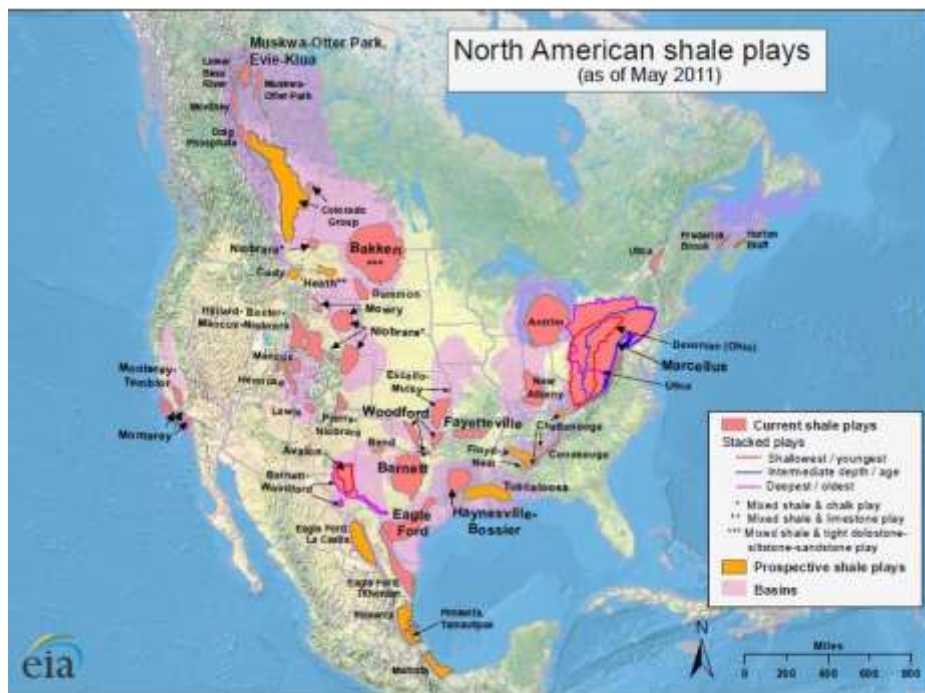 North American shale plays
(as of May 2011)
Muskwa-Otter Park,
Evie-Klua
Muskwa-
Otter-Park
Doig
Phosphate
Colorado
Group
Niobrara*
Bakken
***
Cody
Heath**
Gammon
Mowry
Hilliard-Baxter-
Mancos-Niobrara
Niobrara*
Mancos
Hermosa
Lewis
Pierre-
Niobrara
Monterey-
Temblor
Monterey
Utica
Frederick
Brook
Horton
Bluff
Antrim
Devonian (Ohio)
Marcellus
Utica
New
Albany
Excello-
Mulky
Woodford
Fayetteville
Chattanooga
Conasauga
Floyd-
Neal
Bend
Avalon
Barnett
Barnett-
Woodford
Tuscaloosa
Eagle
Ford
Haynesville-
Bossier
Eagle Ford,
La Casita
Eagle Ford,
Tithonian
Pimienta
Pimienta,
Tamaulipas
Maltrata
Current shale plays
Stacked plays
Shallowest / youngest
Intermediate depth / age
Deepest / oldest
* Mixed shale & chalk play
** Mixed shale & limestone play
*** Mixed shale & tight dolostone-
siltstone-sandstone play
Prospective shale plays
Basins
N
Miles
0 200 400 600 800
eia